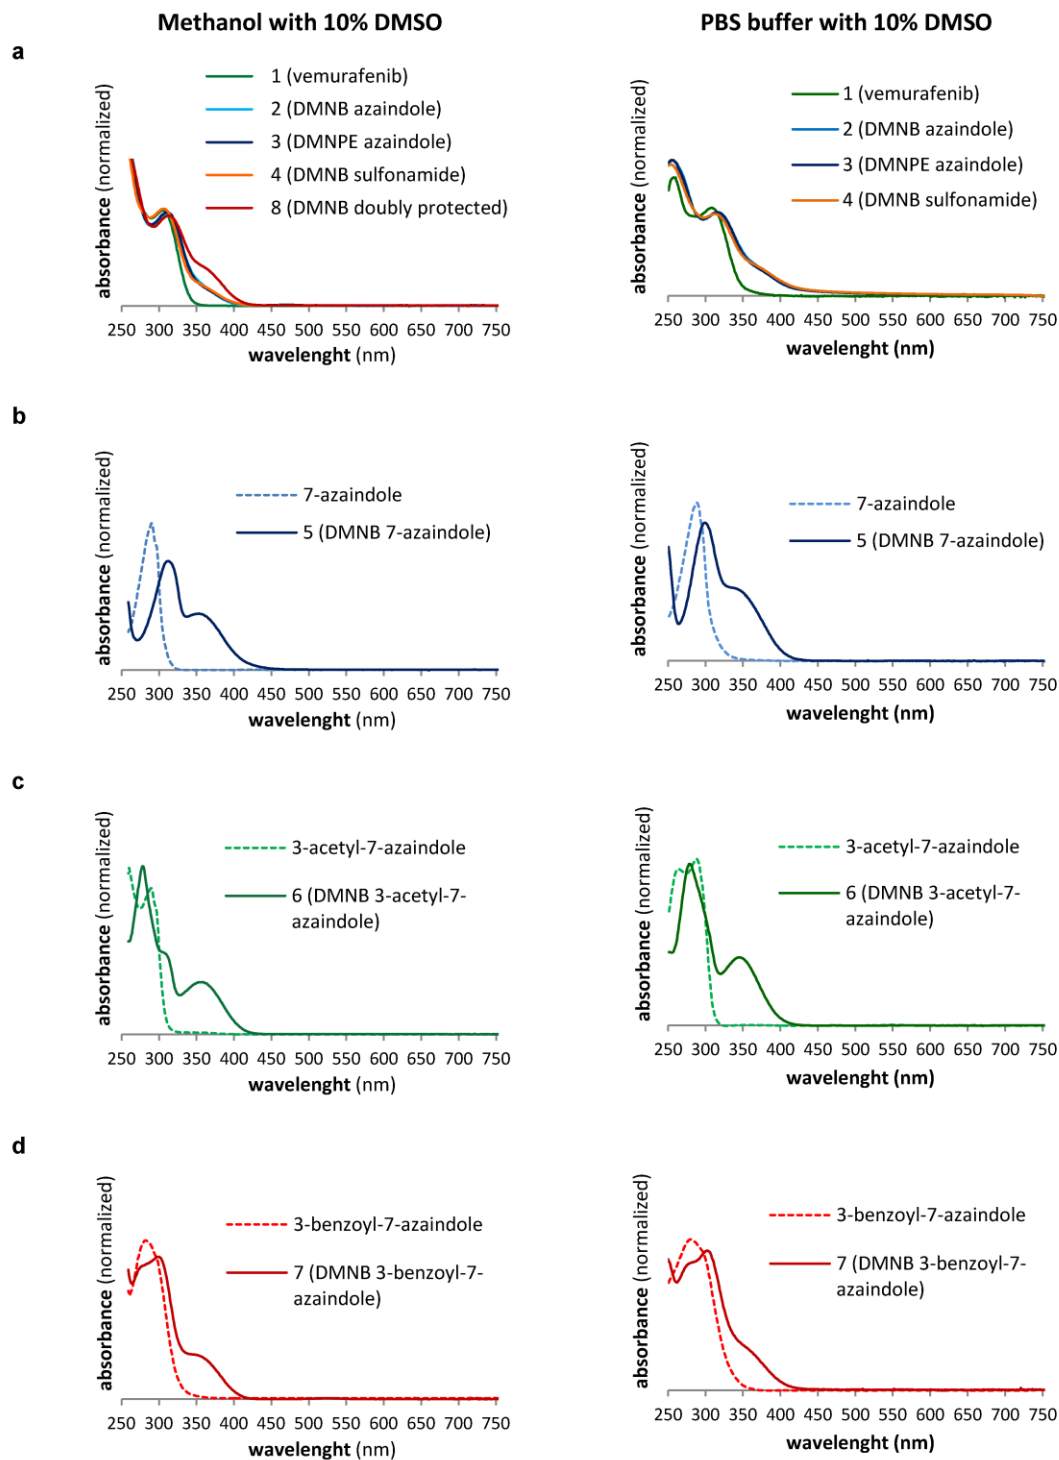 Methanol with 10% DMSO
PBS buffer with 10% DMSO
a
absorbance (normalized)
1 (vemurafenib)
2 (DMNB azaindole)
3 (DMNPE azaindole)
4 (DMNB sulfonamide)
8 (DMNB doubly protected)
250 300 350 400 450 500 550 600 650 700 750
wavelenght (nm)
absorbance (normalized)
1 (vemurafenib)
2 (DMNB azaindole)
3 (DMNPE azaindole)
4 (DMNB sulfonamide)
250 300 350 400 450 500 550 600 650 700 750
wavelenght (nm)
b
absorbance (normalized)
7-azaindole
5 (DMNB 7-azaindole)
250 300 350 400 450 500 550 600 650 700 750
wavelenght (nm)
absorbance (normalized)
7-azaindole
5 (DMNB 7-azaindole)
250 300 350 400 450 500 550 600 650 700 750
wavelenght (nm)
c
absorbance (normalized)
3-acetyl-7-azaindole
6 (DMNB 3-acetyl-7-
azaindole)
250 300 350 400 450 500 550 600 650 700 750
wavelenght (nm)
absorbance (normalized)
3-acetyl-7-azaindole
6 (DMNB 3-acetyl-7-
azaindole)
250 300 350 400 450 500 550 600 650 700 750
wavelenght (nm)
d
absorbance (normalized)
3-benzoyl-7-azaindole
7 (DMNB 3-benzoyl-7-
azaindole)
250 300 350 400 450 500 550 600 650 700 750
wavelenght (nm)
absorbance (normalized)
3-benzoyl-7-azaindole
7 (DMNB 3-benzoyl-7-
azaindole)
250 300 350 400 450 500 550 600 650 700 750
wavelenght (nm)